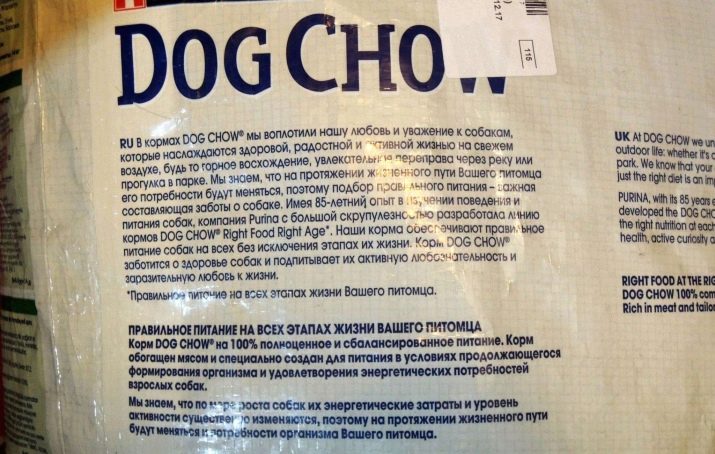 DOG CHOW
12.17
115
RU В кормах DOG CHOW® мы воплотили нашу любовь и уважение к собакам,
которые наслаждаются здоровой, радостной и активной жизнью на свежем
воздухе, будь то горное восхождение, увлекательная переправа через реку или
прогулка в парке. Мы знаем, что на протяжении жизненного пути Вашего питомца
его потребности будут меняться, поэтому подбор правильного питания – важная
составляющая заботы о собаке. Имея 85-летний опыт в изучении поведения и
питания собак, компания Purina с большой скрупулезностью разработала линию
кормов DOG CHOW® Right Food Right Age*. Наши корма обеспечивают правильное
питание собак на всех без исключения этапах их жизни. Корм DOG CHOW®
заботится о здоровье собак и подпитывает их активную любознательность и
заразительную любовь к жизни.
*Правильное питание на всех этапах жизни Вашего питомца.
ПРАВИЛЬНОЕ ПИТАНИЕ НА ВСЕХ ЭТАПАХ ЖИЗНИ ВАШЕГО ПИТОМЦА
Корм DOG CHOW® на 100% полноценное и сбалансированное питание. Корм
обогащен мясом и специально создан для питания в условиях продолжающегося
формирования организма и удовлетворения энергетических потребностей
взрослых собак.
Мы знаем, что по мере роста собак их энергетические затраты и уровень
активности существенно изменяются, поэтому на протяжении жизненного пути
будут меняться и потребности организма Вашего питомца.
UK At DOG CHOW we un
outdoor life: whether it's c
park. We know that your
just the right diet is an imp
PURINA, with its 85 years e
developed the DOG CHO
the right nutrition at each
health, active curiosity a
RIGHT FOOD AT THE RIG
DOG CHOW 100% com
Rich in meat and tailor